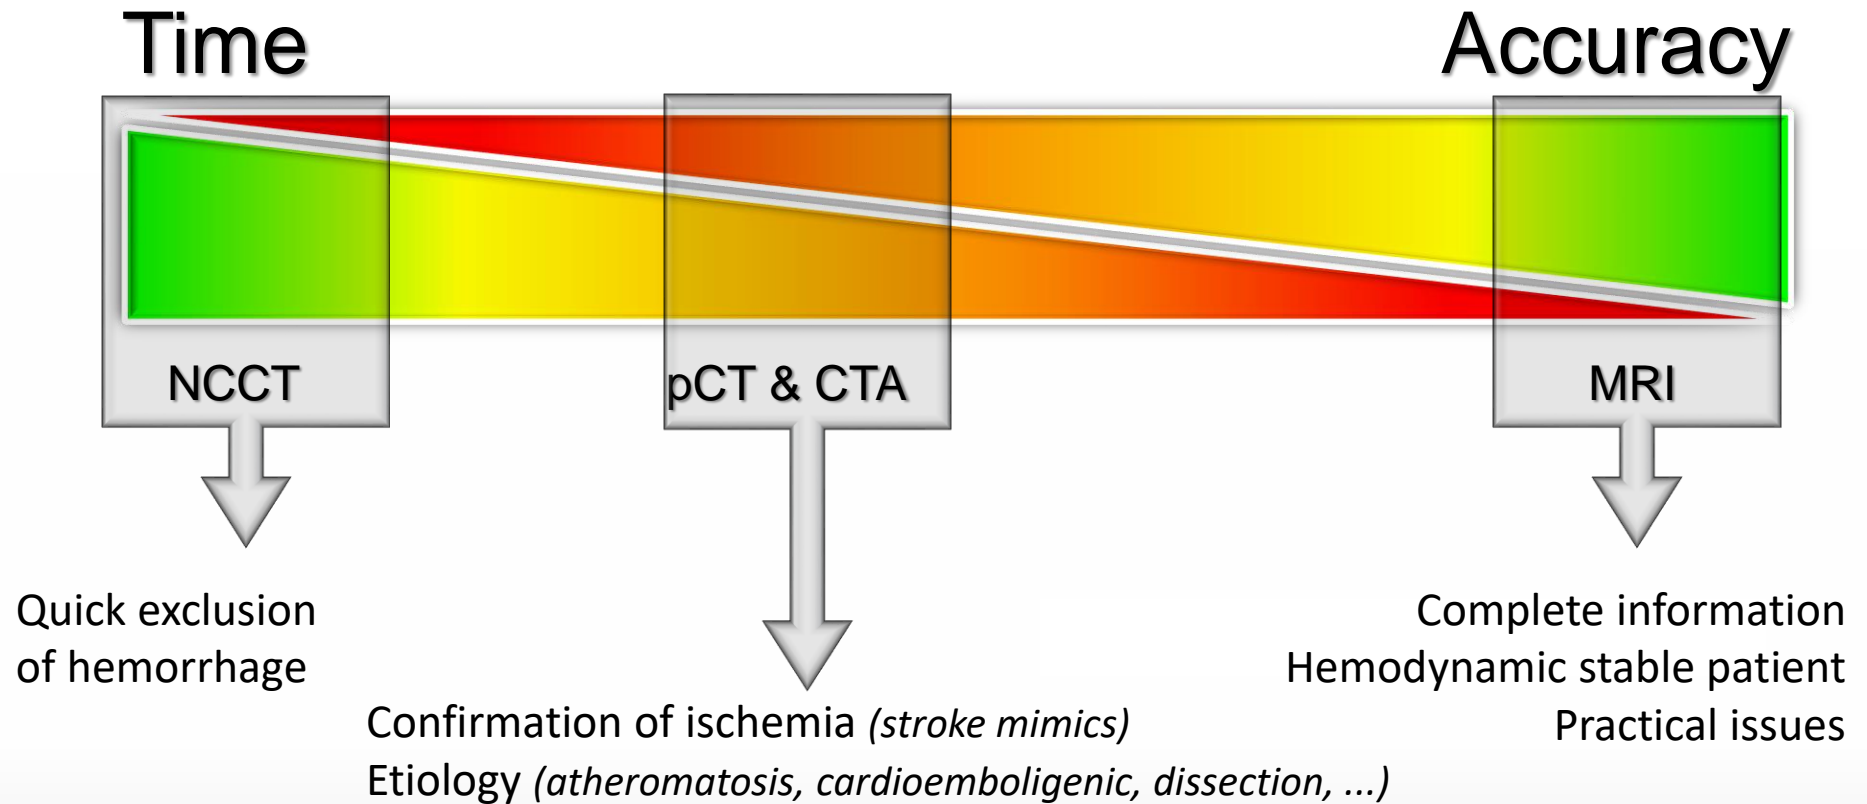 Time
Accuracy
NCCT
pCT & CTA
MRI
Quick exclusion
of hemorrhage
Confirmation of ischemia (stroke mimics)
Etiology (atheromatosis, cardioemboligenic, dissection, ...)
Complete information
Hemodynamic stable patient
Practical issues